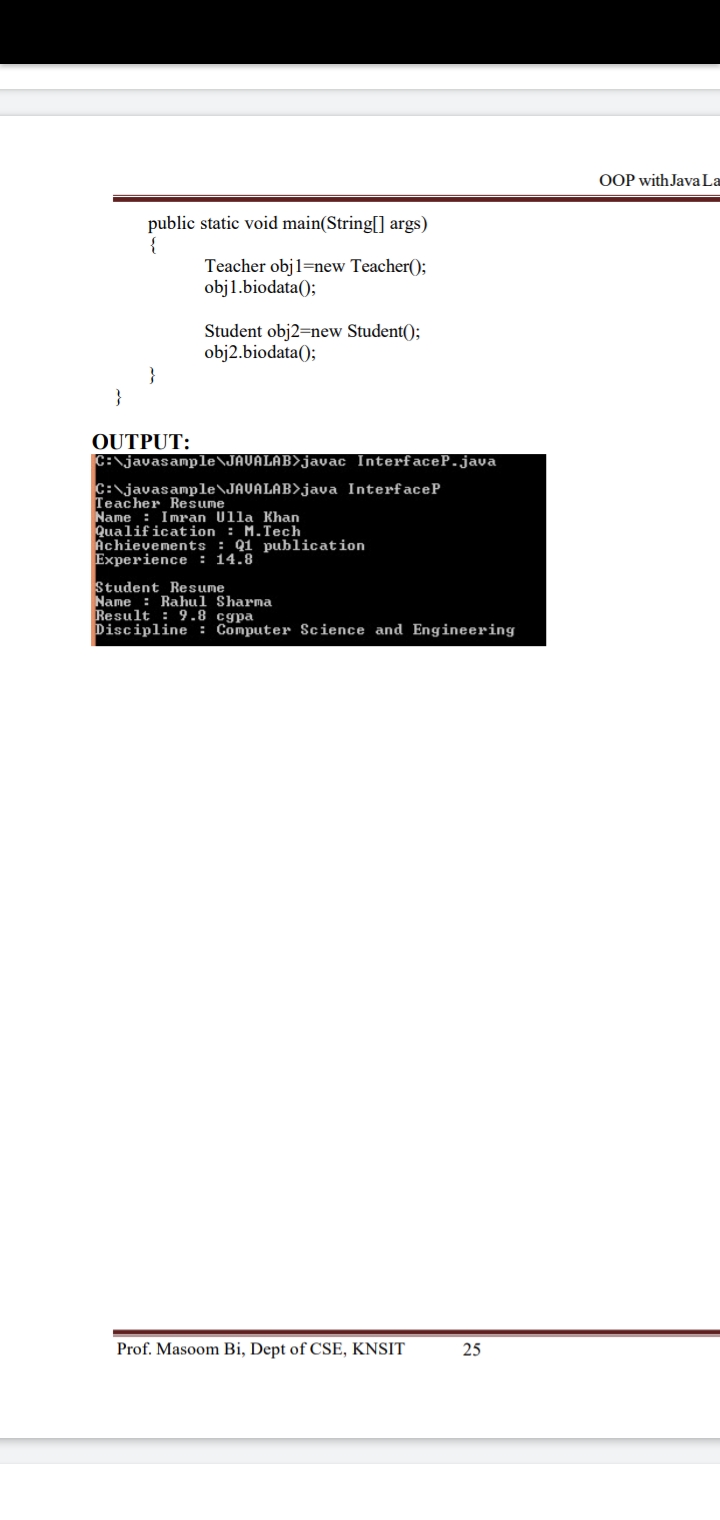 OOP with Java La
public static void main(String[] args)
{
Teacher obj1=new Teacher();
obj1.biodata();
Student obj2=new Student();
obj2.biodata();
}
}
OUTPUT:
C:\javasample\JAVALAB>javac InterfaceP.java
C:\javasample\JAVALAB>java InterfaceP
Teacher Resume
Name : Imran Ulla Khan
Qualification : M.Tech
Achievements : Q1 publication
Experience : 14.8
Student Resume
Name : Rahul Sharma
Result : 9.8 cgpa
Discipline : Computer Science and Engineering
Prof. Masoom Bi, Dept of CSE, KNSIT 25